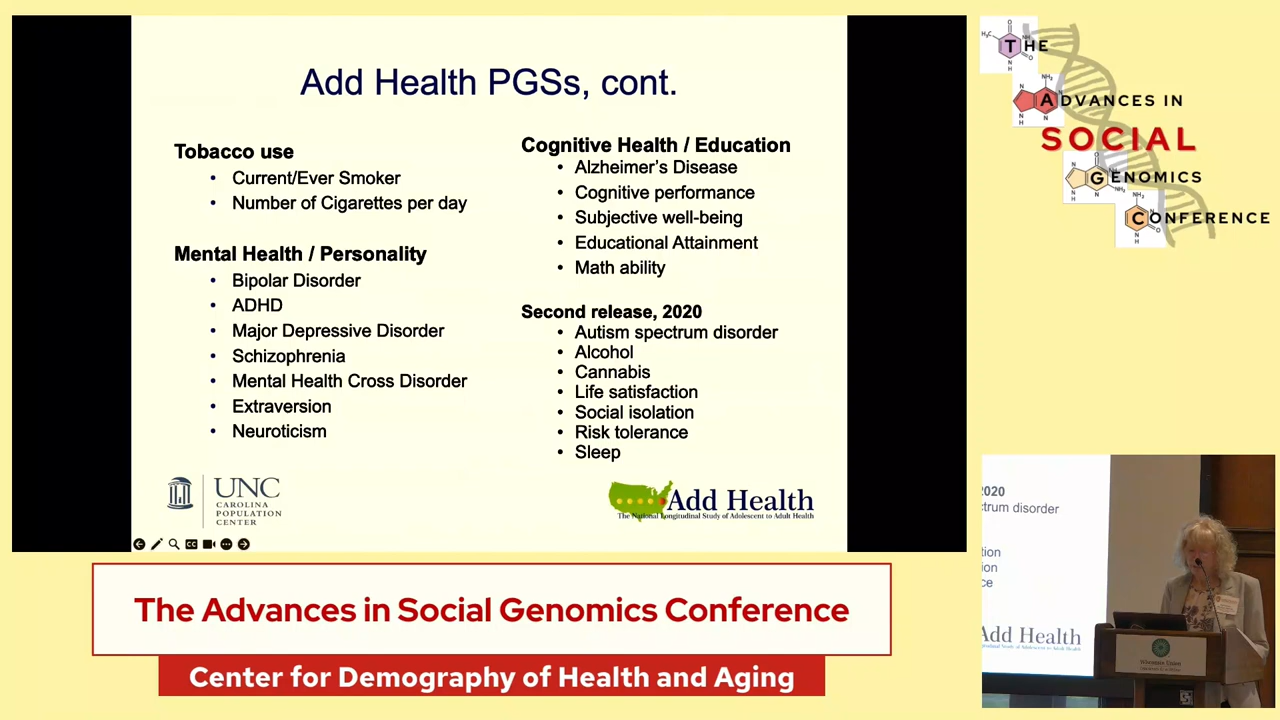 Add Health PGSs, cont.
Tobacco use
• Current/Ever Smoker
• Number of Cigarettes per day
Mental Health / Personality
• Bipolar Disorder
• ADHD
• Major Depressive Disorder
• Schizophrenia
• Mental Health Cross Disorder
• Extraversion
• Neuroticism
Cognitive Health / Education
• Alzheimer's Disease
• Cognitive performance
• Subjective well-being
• Educational Attainment
• Math ability
Second release, 2020
• Autism spectrum disorder
• Alcohol
• Cannabis
• Life satisfaction
• Social isolation
• Risk tolerance
• Sleep
UNC
CAROLINA
POPULATION
CENTER
Add Health
The National Longitudinal Study of Adolescent to Adult Health
THE
ADVANCES IN
SOCIAL
GENOMICS
CONFERENCE
2020
trum disorder
tion
ion
ce
Add Health
The Advances in Social Genomics Conference
Center for Demography of Health and Aging